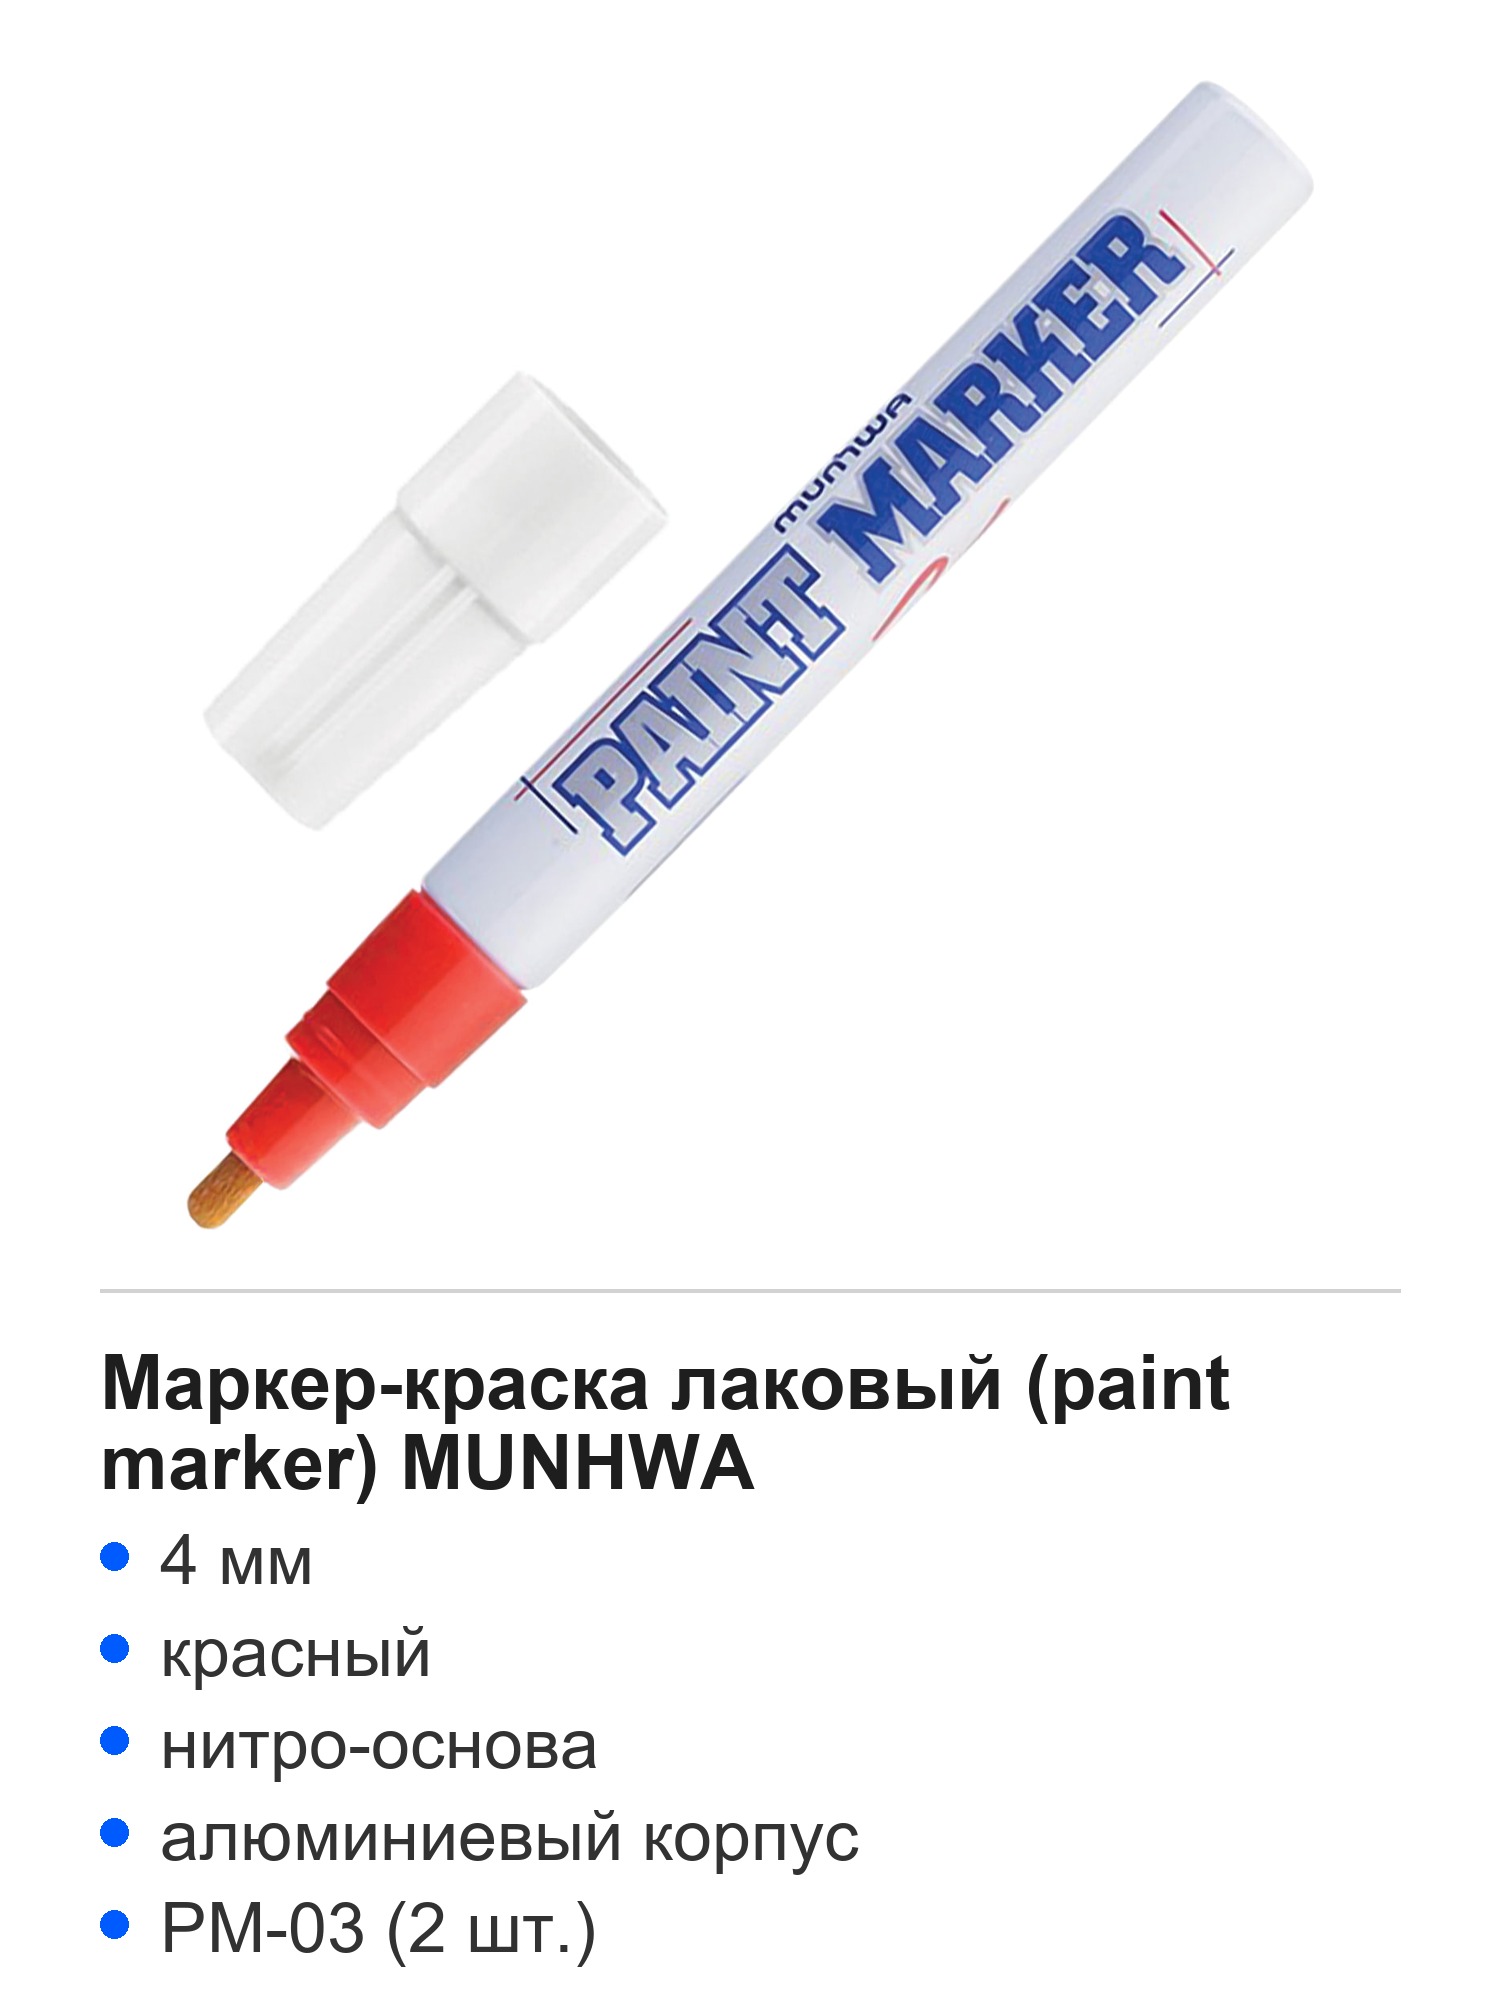 MUNHWA
PAINT MARKER
Маркер-краска лаковый (paint
marker) MUNHWA
4 мм
красный
нитро-основа
алюминиевый корпус
PM-03 (2 шт.)